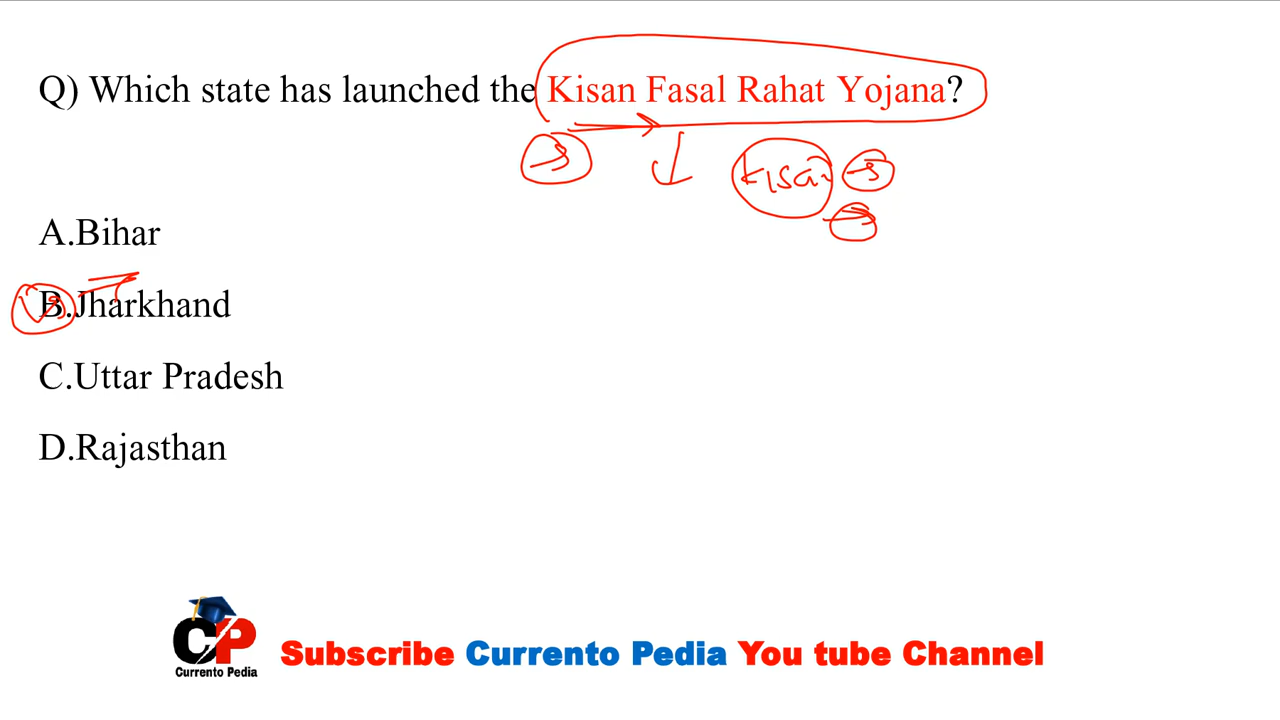 Q) Which state has launched the Kisan Fasal Rahat Yojana?
kisan
A.Bihar
B.Jharkhand
C.Uttar Pradesh
D.Rajasthan
CP
Currento Pedia
Subscribe Currento Pedia You tube Channel